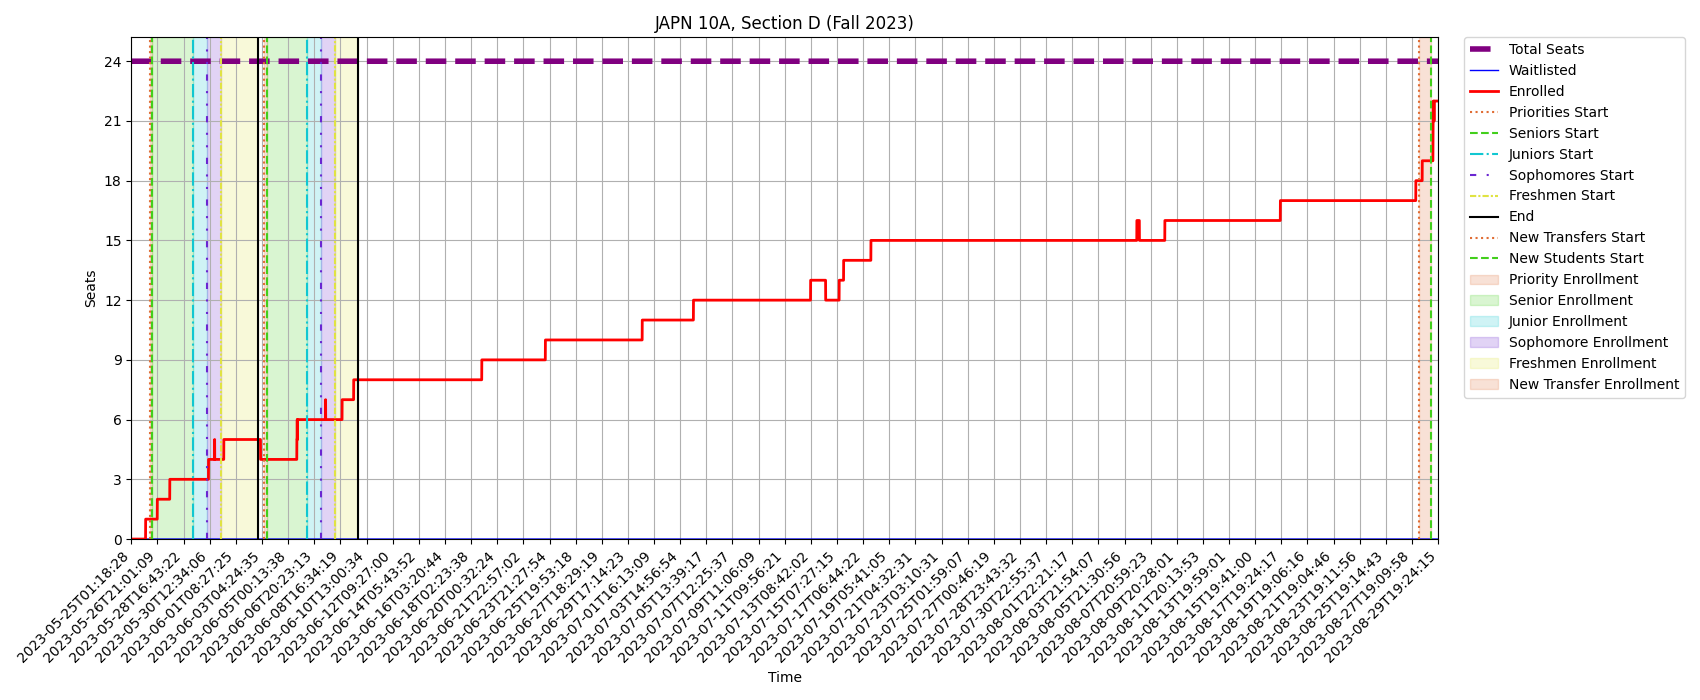 JAPN 10A, Section D (Fall 2023)
24
21
18
15
12
9
6
3
0
Seats
2023-05-25T01:18:28
2023-05-26T21:01:09
2023-05-28T16:43:22
2023-05-30T12:34:06
2023-06-01T08:27:25
2023-06-03T04:24:35
2023-06-05T00:13:38
2023-06-06T20:23:13
2023-06-08T16:34:19
2023-06-10T13:00:34
2023-06-12T09:27:00
2023-06-14T05:43:52
2023-06-16T03:20:44
2023-06-18T02:23:38
2023-06-20T00:32:24
2023-06-21T22:57:02
2023-06-23T21:27:54
2023-06-25T19:53:18
2023-06-27T18:29:19
2023-06-29T17:14:23
2023-07-01T16:13:09
2023-07-03T14:56:54
2023-07-05T13:39:17
2023-07-07T12:25:37
2023-07-09T11:06:09
2023-07-11T09:56:21
2023-07-13T08:42:02
2023-07-15T07:27:15
2023-07-17T06:44:22
2023-07-19T05:41:05
2023-07-21T04:32:31
2023-07-23T03:10:31
2023-07-25T01:59:07
2023-07-27T00:46:19
2023-07-28T23:43:32
2023-07-30T22:55:37
2023-08-01T22:21:17
2023-08-03T21:54:07
2023-08-05T21:30:56
2023-08-07T20:59:23
2023-08-09T20:28:01
2023-08-11T20:13:53
2023-08-13T19:59:01
2023-08-15T19:41:00
2023-08-17T19:24:17
2023-08-19T19:06:16
2023-08-21T19:04:46
2023-08-23T19:11:56
2023-08-25T19:14:43
2023-08-27T19:09:58
2023-08-29T19:24:15
Time
Total Seats
Waitlisted
Enrolled
Priorities Start
Seniors Start
Juniors Start
Sophomores Start
Freshmen Start
End
New Transfers Start
New Students Start
Priority Enrollment
Senior Enrollment
Junior Enrollment
Sophomore Enrollment
Freshmen Enrollment
New Transfer Enrollment